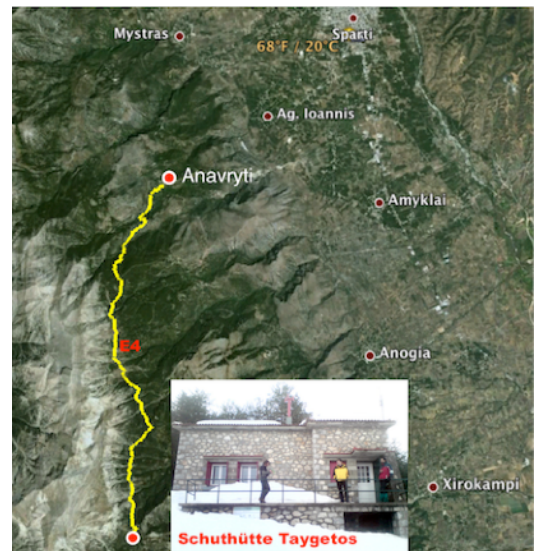 Mystras
Sparti
68°F / 20°C
Ag. Ioannis
Anavryti
Amyklai
E4
Anogia
Xirokampi
Schuthütte Taygetos